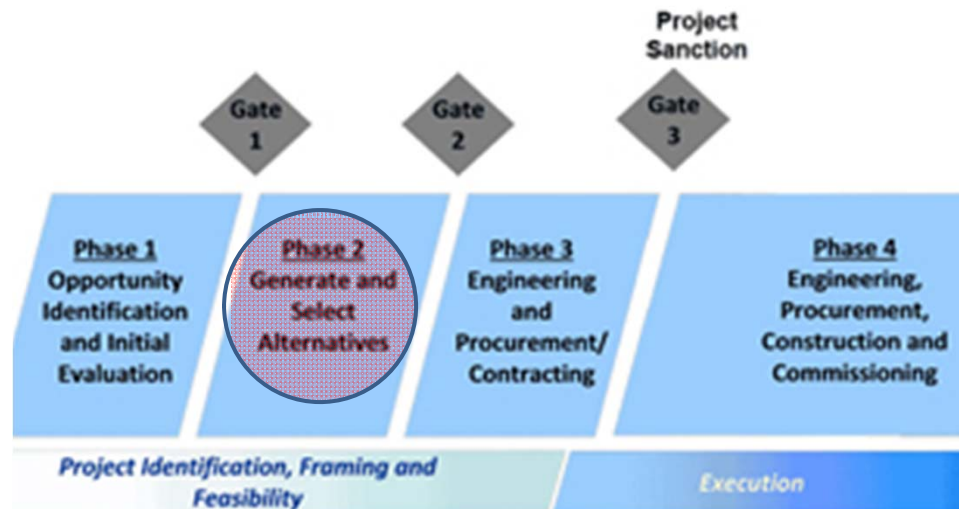 Project
Sanction
Gate
1
Gate
2
Gate
3
Phase 1
Opportunity
Identification
and Initial
Evaluation
Phase 2
Generate and
Select
Alternatives
Phase 3
Engineering
and
Procurement/
Contracting
Phase 4
Engineering,
Procurement,
Construction and
Commissioning
Project Identification, Framing and
Feasibility
Execution